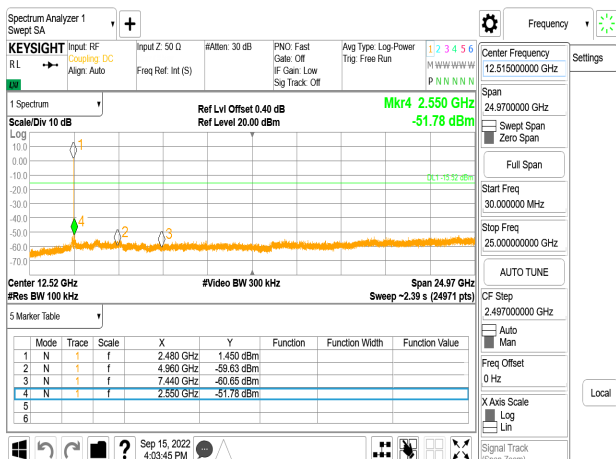 Spectrum Analyzer 1
Swept SA
Frequency
KEYSIGHT Input: RF
RL
Coupling: DC
Align: Auto
Input Z: 50 Ω
Freq Ref: Int (S)
#Atten: 30 dB
PNO: Fast
Gate: Off
IF Gain: Low
Sig Track: Off
Avg Type: Log-Power
Trig: Free Run
1 2 3 4 5 6
M W W W W W
P N N N N N
Center Frequency
12.515000000 GHz
Settings
Span
24.9700000 GHz
Swept Span
Zero Span
Full Span
Start Freq
30.000000 MHz
Stop Freq
25.000000000 GHz
AUTO TUNE
CF Step
2.497000000 GHz
Auto
Man
Freq Offset
0 Hz
X Axis Scale
Log
Lin
Local
Signal Track
1 Spectrum
Scale/Div 10 dB
Ref Lvl Offset 0.40 dB
Ref Level 20.00 dBm
Mkr4 2.550 GHz
-51.78 dBm
Log
10.0
0.00
-10.0
-20.0
-30.0
-40.0
-50.0
-60.0
-70.0
1
2
3
4
Center 12.52 GHz
#Res BW 100 kHz
#Video BW 300 kHz
Span 24.97 GHz
Sweep ~2.39 s (24971 pts)
5 Marker Table
Mode Trace Scale X Y Function Function Width Function Value
1 N 1 f 2.480 GHz 1.450 dBm
2 N 1 f 4.960 GHz -59.63 dBm
3 N 1 f 7.440 GHz -60.65 dBm
4 N 1 f 2.550 GHz -51.78 dBm
5
6
Sep 15, 2022
4:03:45 PM